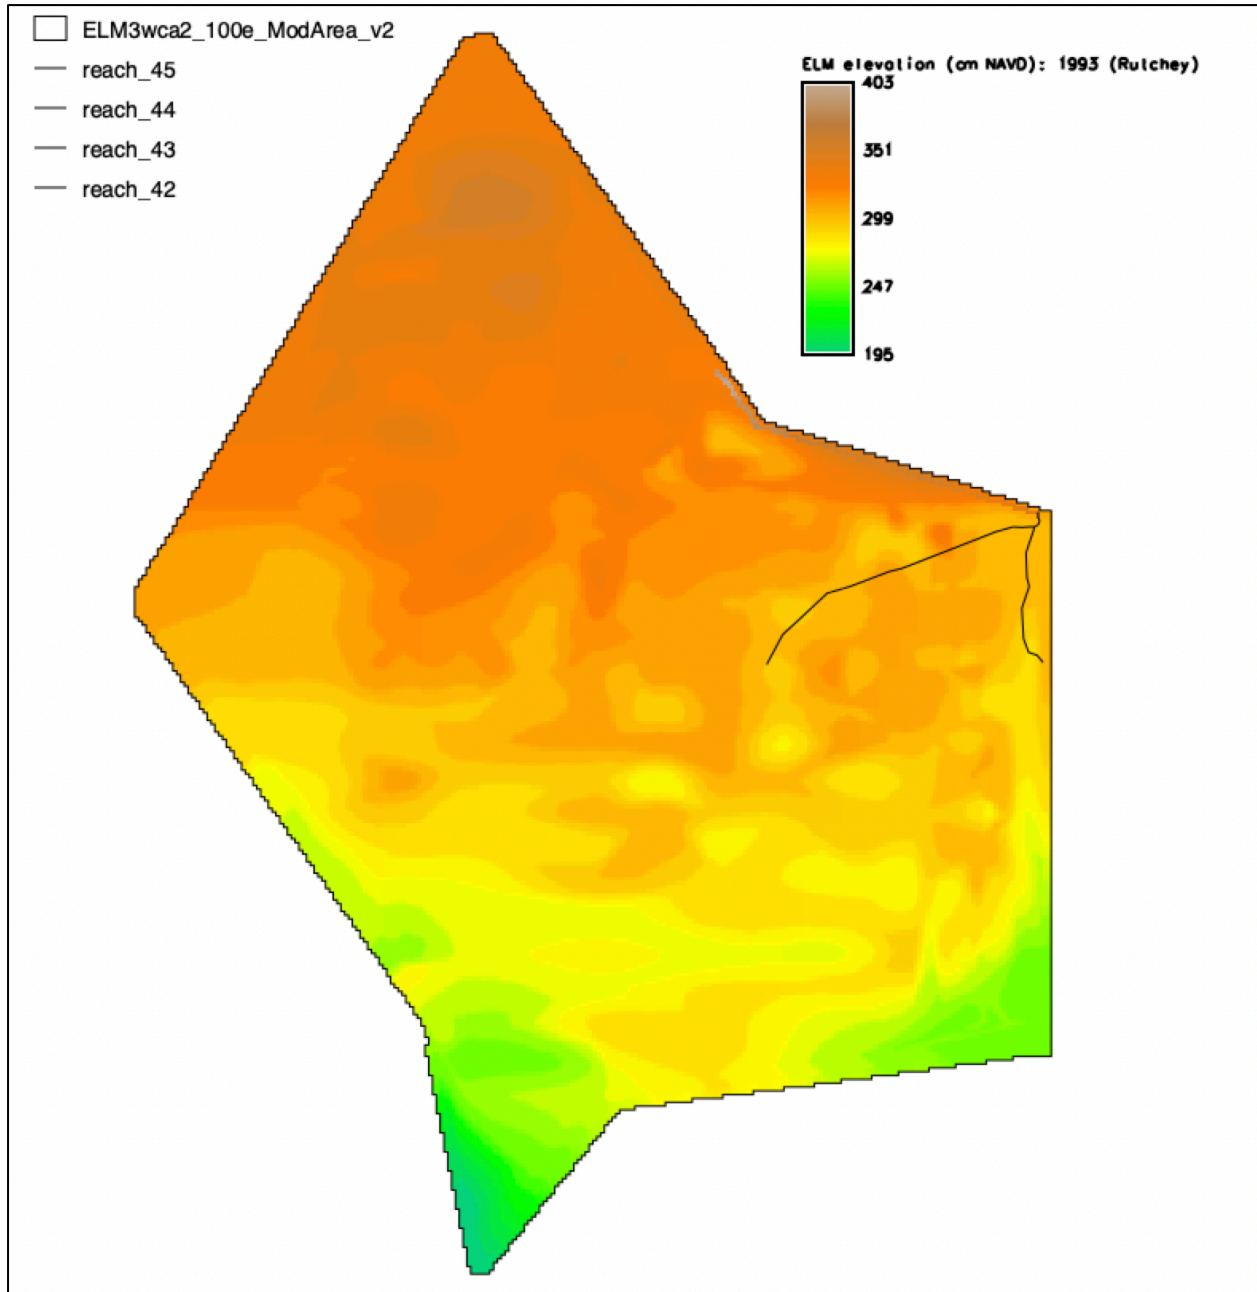 ELM3wca2_100e_ModArea_v2
reach_45
reach_44
reach_43
reach_42
ELM elevation (cm NAVD): 1993 (Rutchey)
403
351
299
247
195